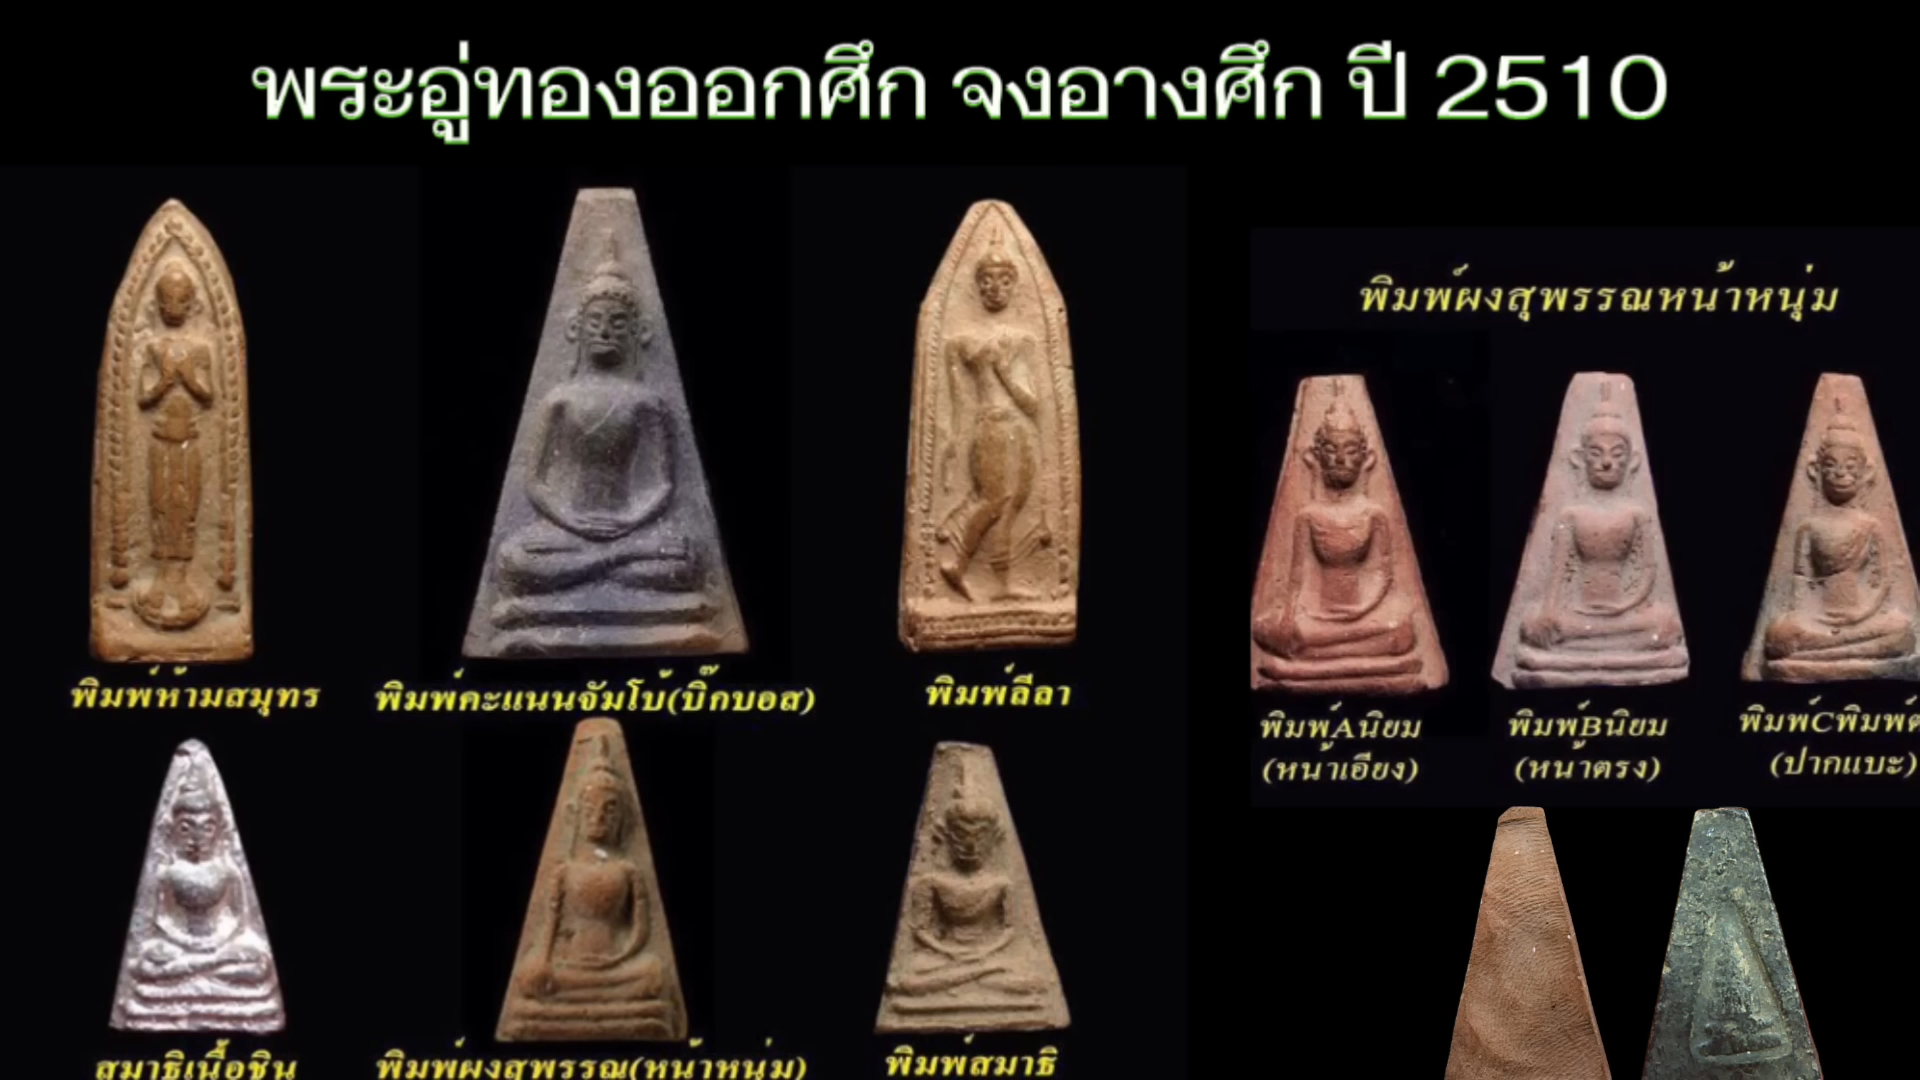 พระอู่ทองออกศึก จงอางศึก ปี 2510
พิมพ์ผงสุพรรณหน้าหนุ่ม
พิมพ์ห้ามสมุทร
พิมพ์คะแนนจัมโบ้(บิ๊กบอส)
พิมพ์ลีลา
พิมพ์Aนิยม
(หน้าเอียง)
พิมพ์Bนิยม
(หน้าตรง)
พิมพ์Cพิมพ์
(ปากแบะ)
สมาธิเนื้อชิน
พิมพ์ผงสุพรรณ(หน้าหนุ่ม)
พิมพ์สมาธิ